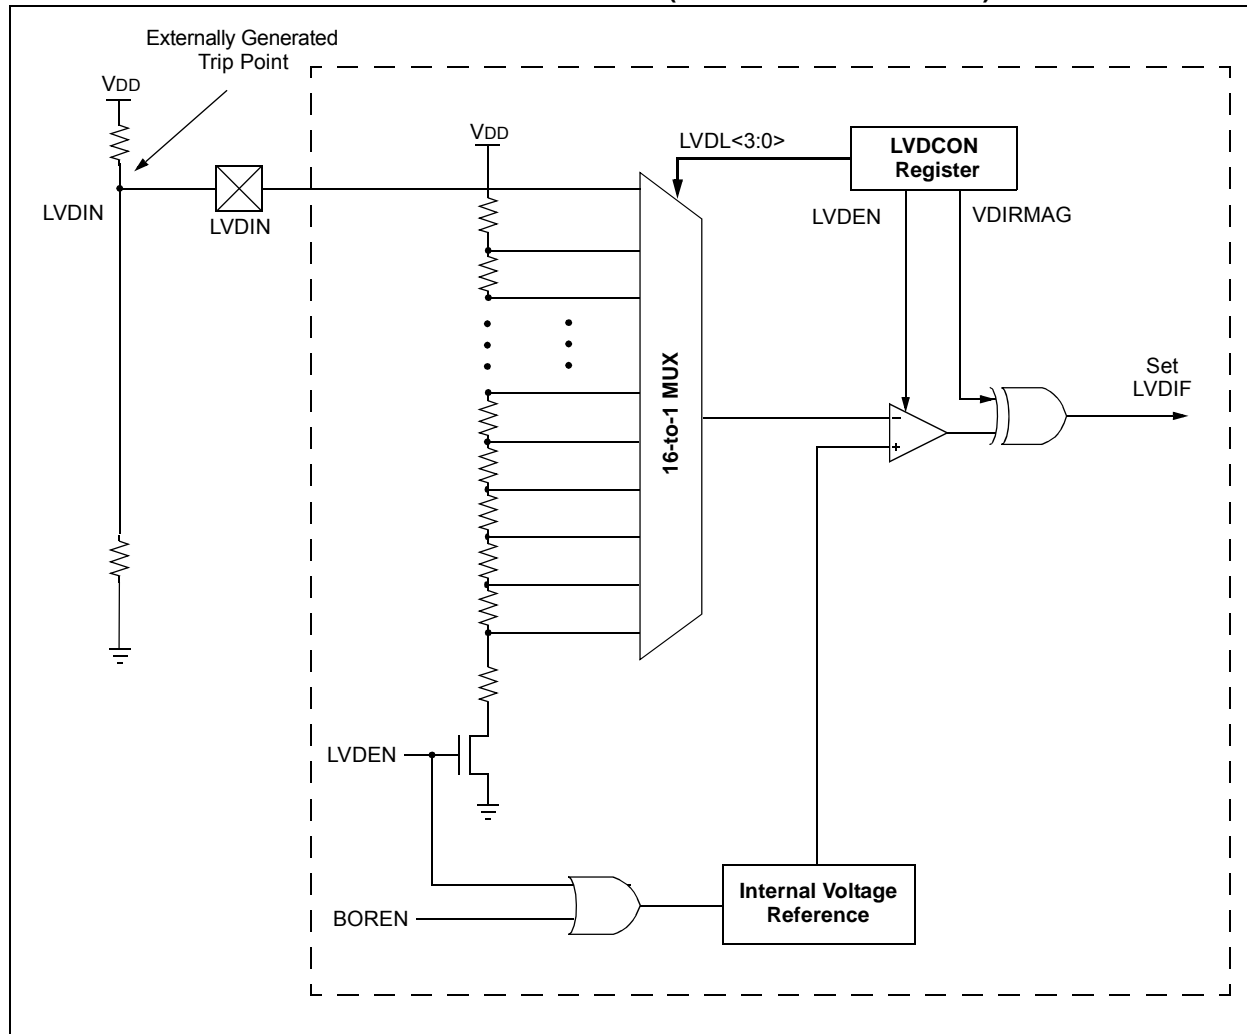 Externally Generated
Trip Point
VDD
VDD
LVDL<3:0>
LVDCON
Register
LVDIN
LVDIN
LVDEN
VDIRMAG
16-to-1 MUX
Set
LVDIF
-
+
LVDEN
BOREN
Internal Voltage
Reference